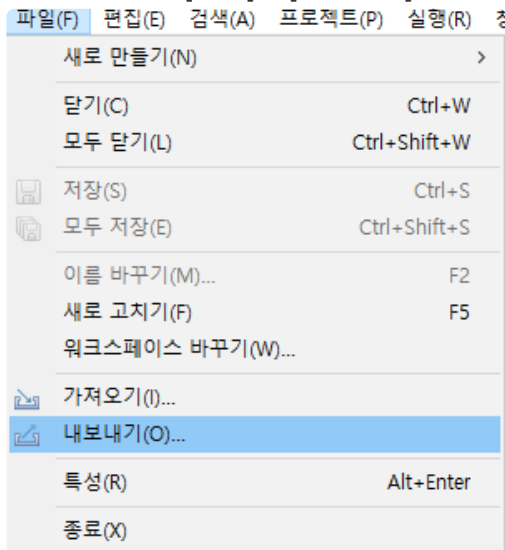 파일(F) 편집(E) 검색(A) 프로젝트(P) 실행(R)
새로 만들기(N) >
닫기(C) Ctrl+W
모두 닫기(L) Ctrl+Shift+W
저장(S) Ctrl+S
모두 저장(E) Ctrl+Shift+S
이름 바꾸기(M)... F2
새로 고치기(F) F5
워크스페이스 바꾸기(W)...
가져오기(I)...
내보내기(O)...
특성(R) Alt+Enter
종료(X)